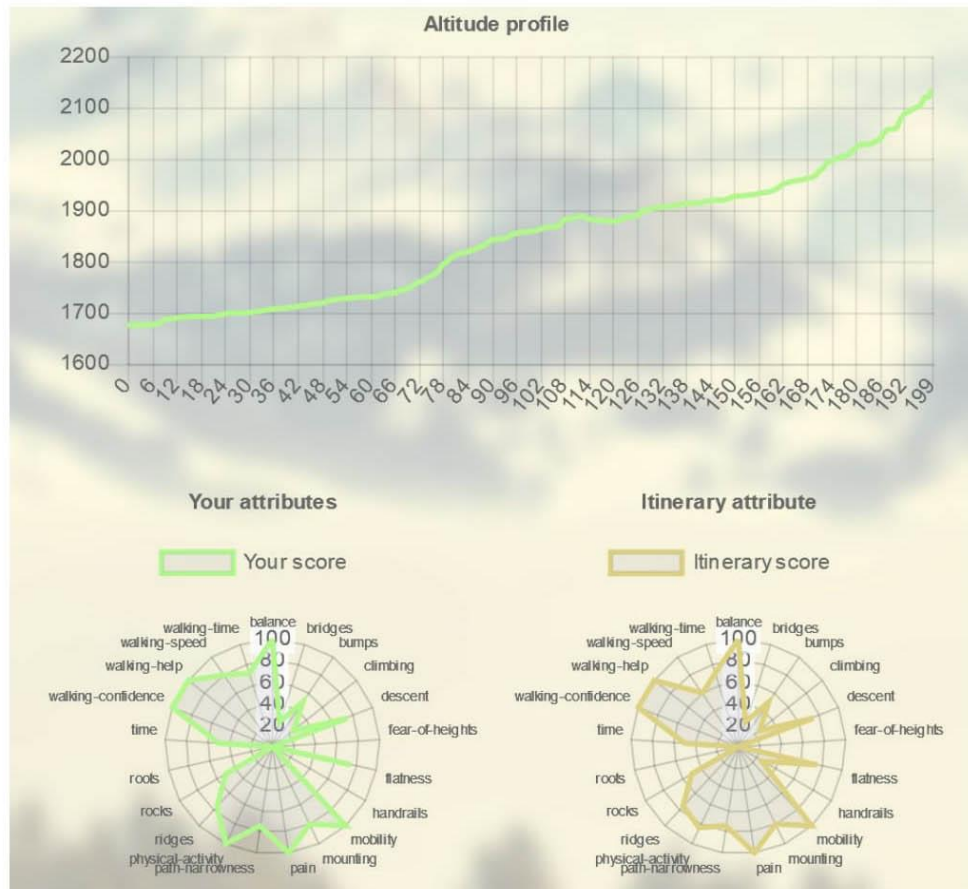 Altitude profile
2200
2100
2000
1900
1800
1700
1600
0 6 12 18 24 30 36 42 48 54 60 66 72 78 84 90 96 102 108 114 120 126 132 138 144 150 156 162 168 174 180 186 192 199
Your attributes
Your score
balance
bridges
bumps
climbing
descent
fear-of-heights
flatness
handrails
mobility
mounting
pain
path-narrowness
physical-activity
ridges
rocks
roots
time
walking-confidence
walking-help
walking-speed
walking-time
100
80
60
40
20
Itinerary attribute
Itinerary score
balance
bridges
bumps
climbing
descent
fear-of-heights
flatness
handrails
mobility
mounting
pain
path-narrowness
physical-activity
ridges
rocks
roots
time
walking-confidence
walking-help
walking-speed
walking-time
100
80
60
40
20